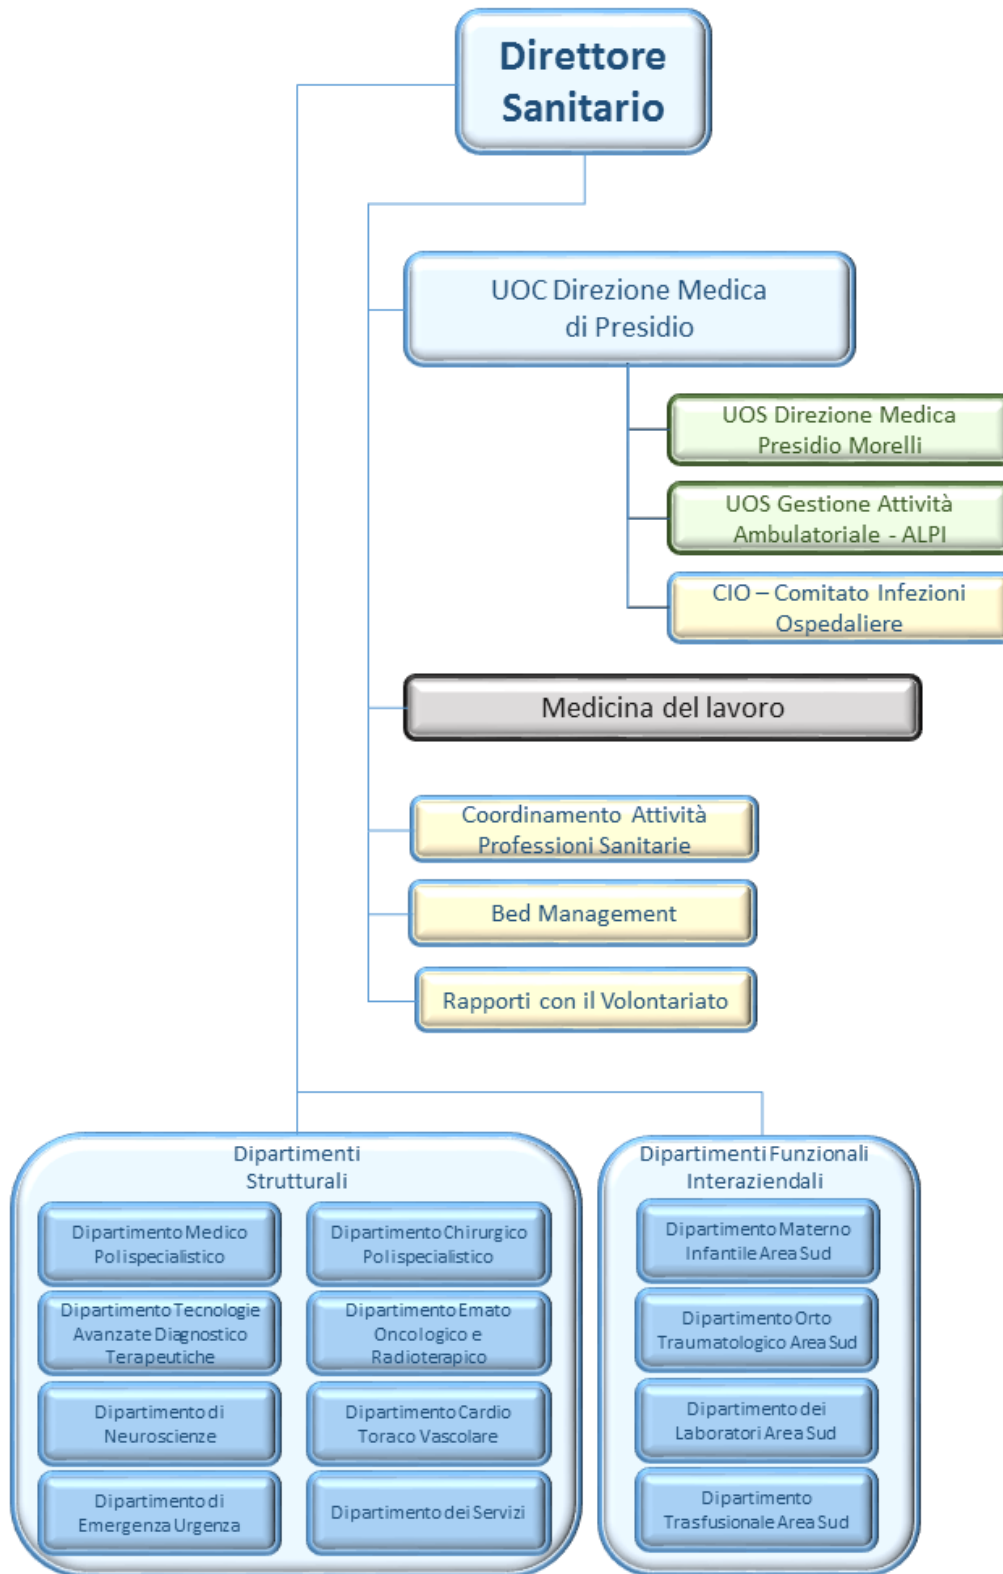 Direttore
Sanitario
UOC Direzione Medica
di Presidio
UOS Direzione Medica
Presidio Morelli
UOS Gestione Attività
Ambulatoriale - ALPI
CIO – Comitato Infezioni
Ospedaliere
Medicina del lavoro
Coordinamento Attività
Professioni Sanitarie
Bed Management
Rapporti con il Volontariato
Dipartimenti
Strutturali
Dipartimento Medico
Polispecialistico
Dipartimento Chirurgico
Polispecialistico
Dipartimento Tecnologie
Avanzate Diagnostico
Terapeutiche
Dipartimento Emato
Oncologico e
Radioterapico
Dipartimento di
Neuroscienze
Dipartimento Cardio
Toraco Vascolare
Dipartimento di
Emergenza Urgenza
Dipartimento dei Servizi
Dipartimenti Funzionali
Interaziendali
Dipartimento Materno
Infantile Area Sud
Dipartimento Orto
Traumatologico Area Sud
Dipartimento dei
Laboratori Area Sud
Dipartimento
Trasfusionale Area Sud